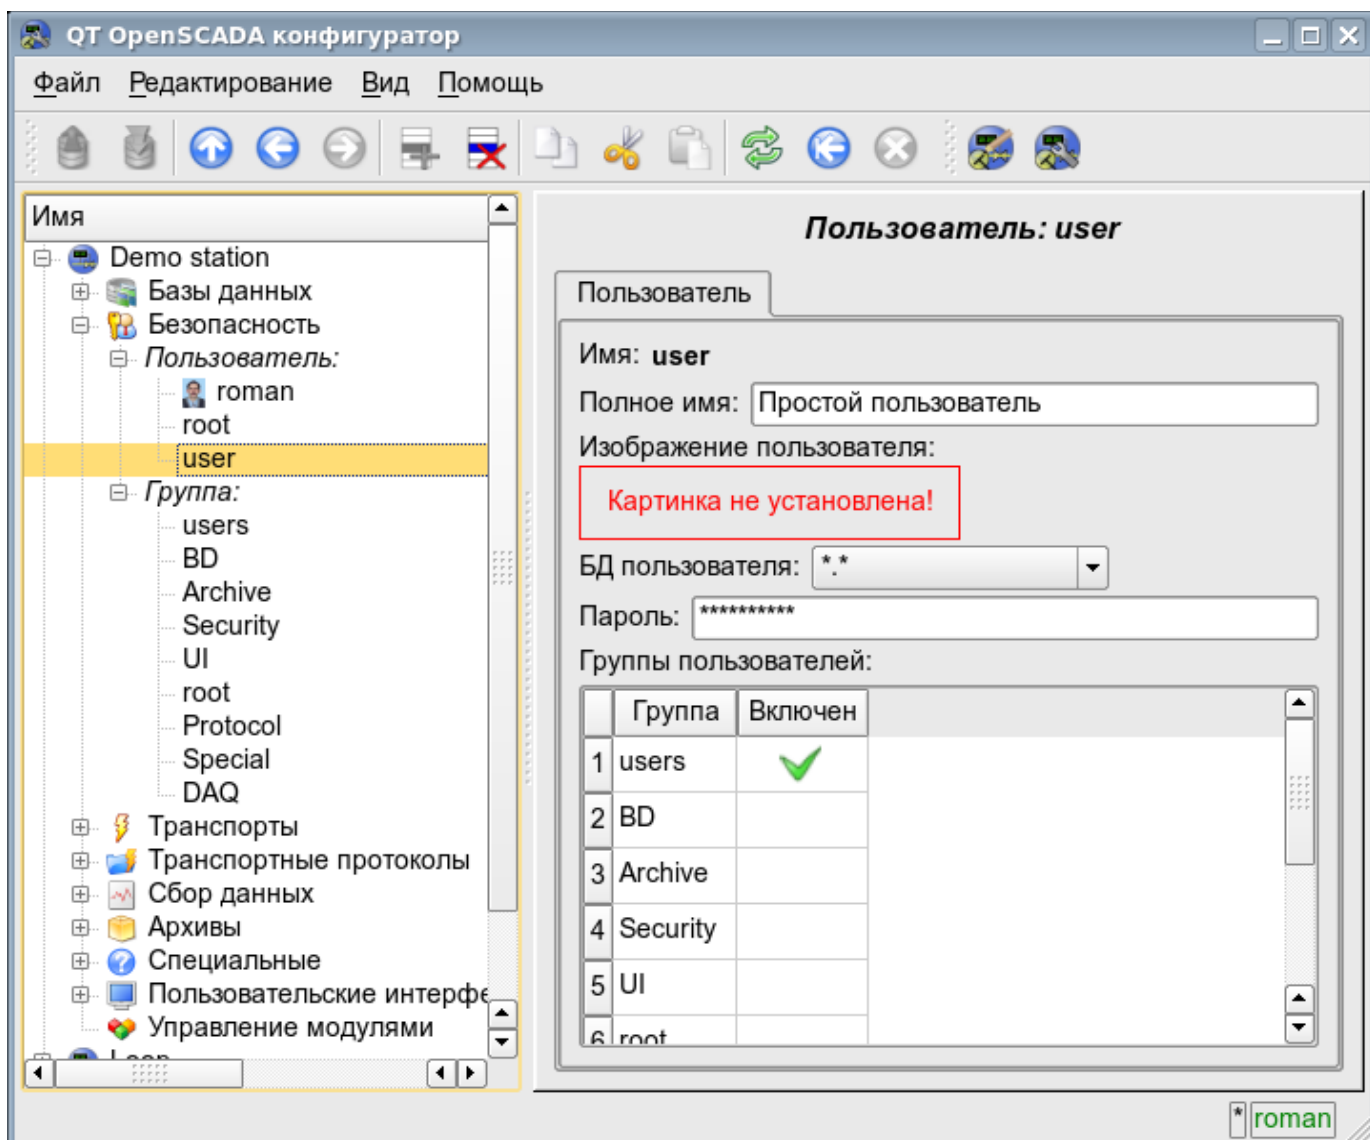 QT OpenSCADA конфигуратор
Файл Редактирование Вид Помощь
Имя
Demo station
Базы данных
Безопасность
Пользователь:
roman
root
user
Группа:
users
BD
Archive
Security
UI
root
Protocol
Special
DAQ
Транспорты
Транспортные протоколы
Сбор данных
Архивы
Специальные
Пользовательские интерфе
Управление модулями
Loop
Пользователь: user
Пользователь
Имя: user
Полное имя: Простой пользователь
Изображение пользователя:
Картинка не установлена!
БД пользователя: *.*
Пароль: **********
Группы пользователей:
Группа Включен
1 users
2 BD
3 Archive
4 Security
5 UI
6 root
* roman